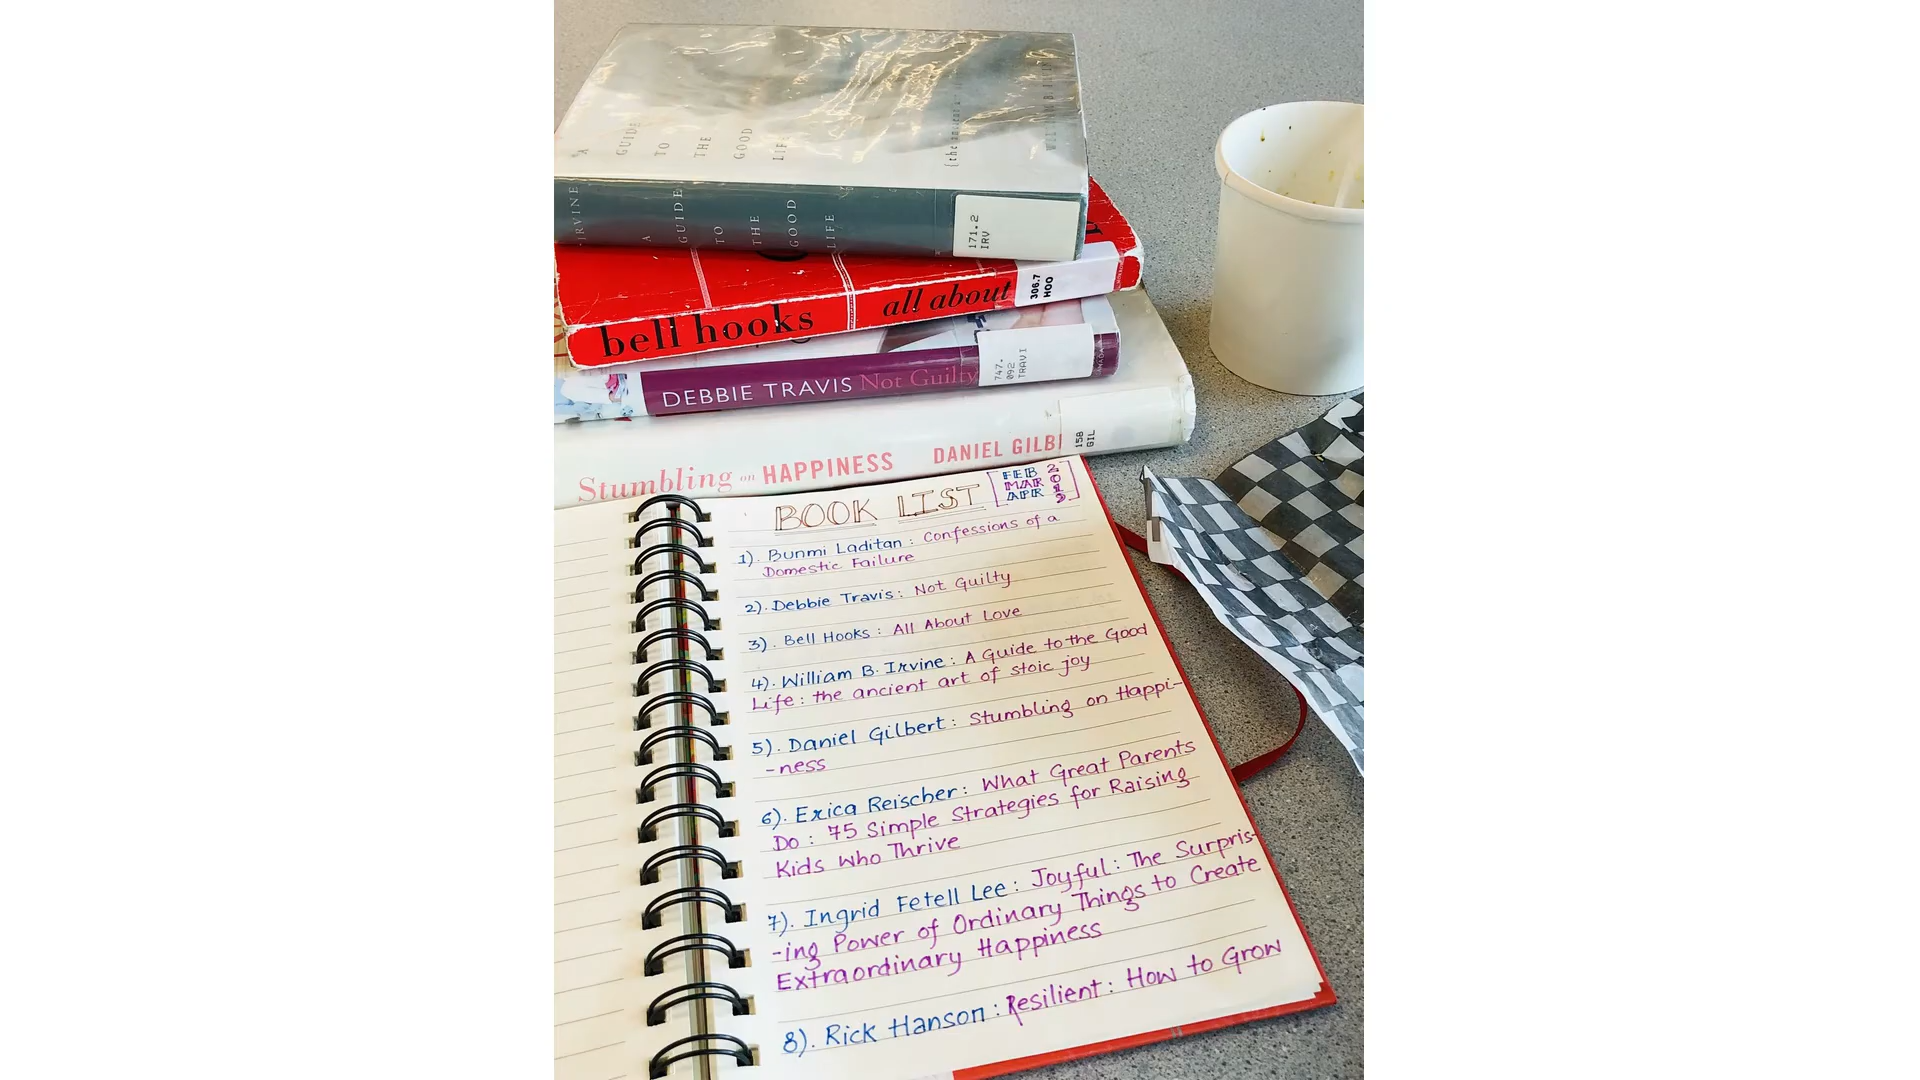 A GUIDE TO THE GOOD LIFE
IRVINE A GUIDE TO THE GOOD LIFE
171.2
IRV
bell hooks all about
306.7
HOO
DEBBIE TRAVIS Not Guilty
747.
092
TRAVI
Stumbling on HAPPINESS DANIEL GILB
158
GIL
BOOK LIST
FEB
MAR
APR
2019
1). Bunmi Laditan : Confessions of a
Domestic Failure
2). Debbie Travis : Not Guilty
3). Bell Hooks : All About Love
4). William B. Irvine : A Guide to the Good
Life : the ancient art of stoic joy
5). Daniel Gilbert : Stumbling on Happi-
-ness
6). Erica Reischer : What Great Parents
Do : 75 Simple Strategies for Raising
Kids Who Thrive
7). Ingrid Fetell Lee : Joyful : The Surpris-
-ing Power of Ordinary Things to Create
Extraordinary Happiness
8). Rick Hanson : Resilient : How to Grow